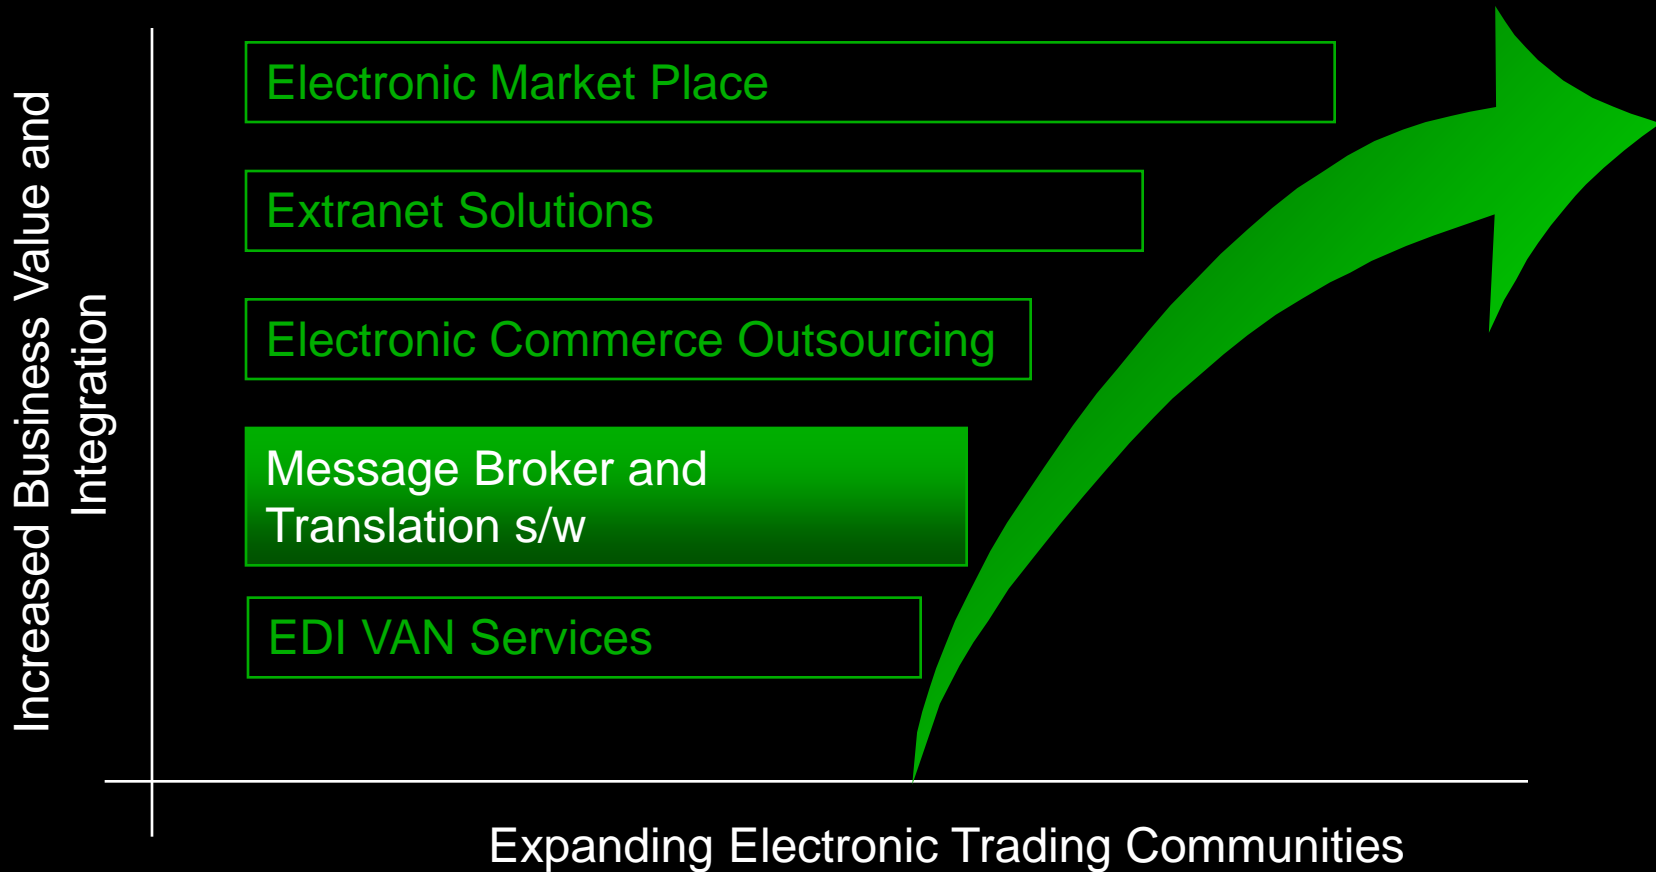 Increased Business Value and
Integration
Electronic Market Place
Extranet Solutions
Electronic Commerce Outsourcing
Message Broker and
Translation s/w
EDI VAN Services
Expanding Electronic Trading Communities